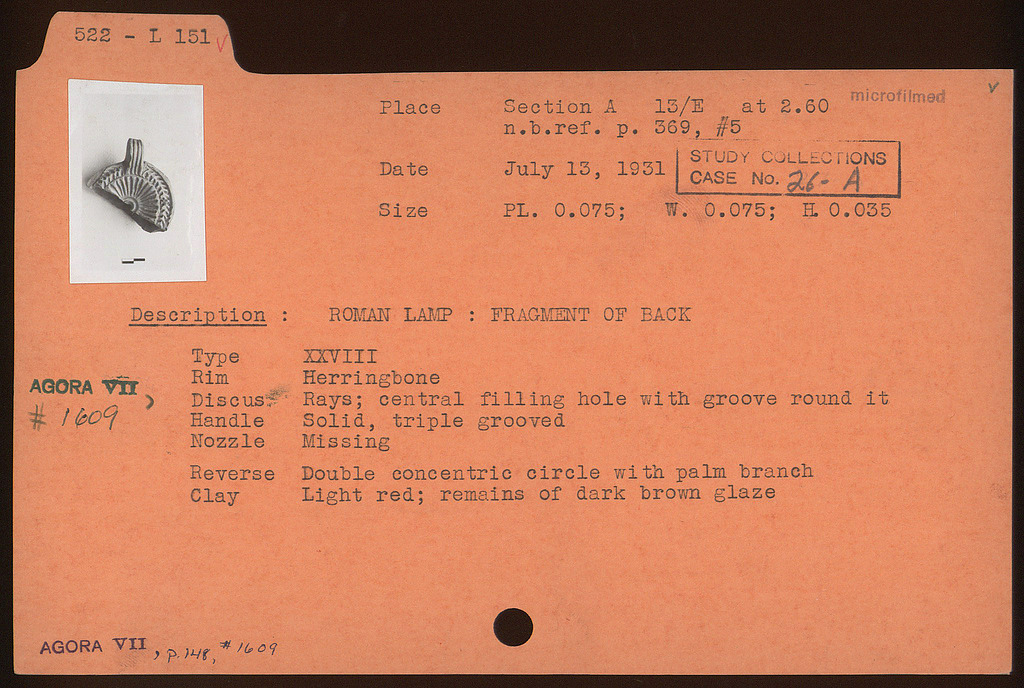 522 - L 151 ✓
microfilmed ✓
Place Section A 13/E at 2.60
n.b.ref. p. 369, #5
Date July 13, 1931
STUDY COLLECTIONS
CASE No. 26-A
Size PL. 0.075; W. 0.075; H. 0.035
Description : ROMAN LAMP : FRAGMENT OF BACK
Type XXVIII
Rim Herringbone
Discus Rays; central filling hole with groove round it
Handle Solid, triple grooved
Nozzle Missing
Reverse Double concentric circle with palm branch
Clay Light red; remains of dark brown glaze
AGORA VII,
# 1609
AGORA VII, p. 148, #1609